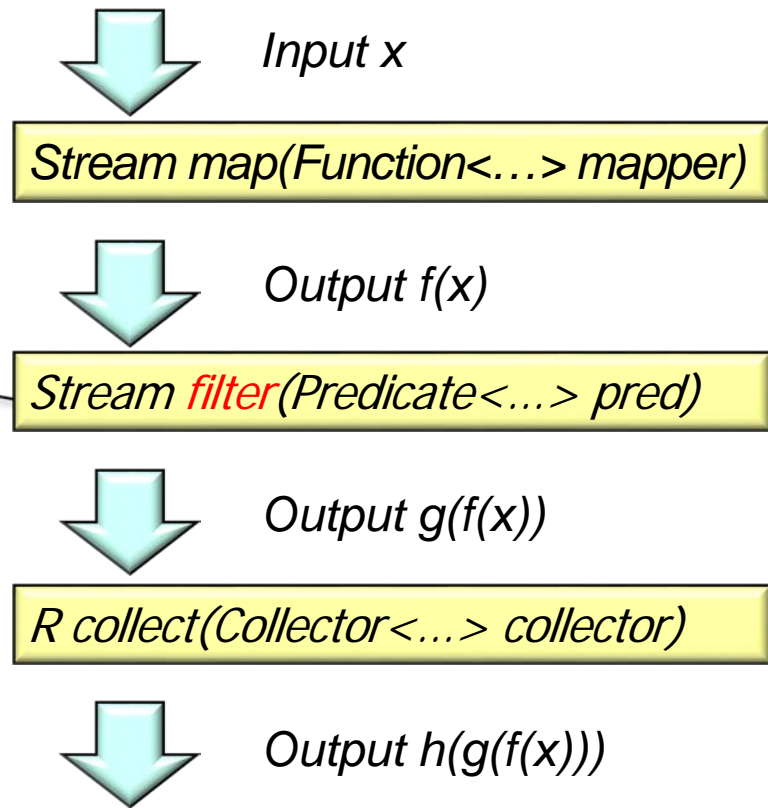 Input x
Stream map(Function<…> mapper)
Output f(x)
Stream filter(Predicate<…> pred)
Output g(f(x))
R collect(Collector<…> collector)
Output h(g(f(x)))